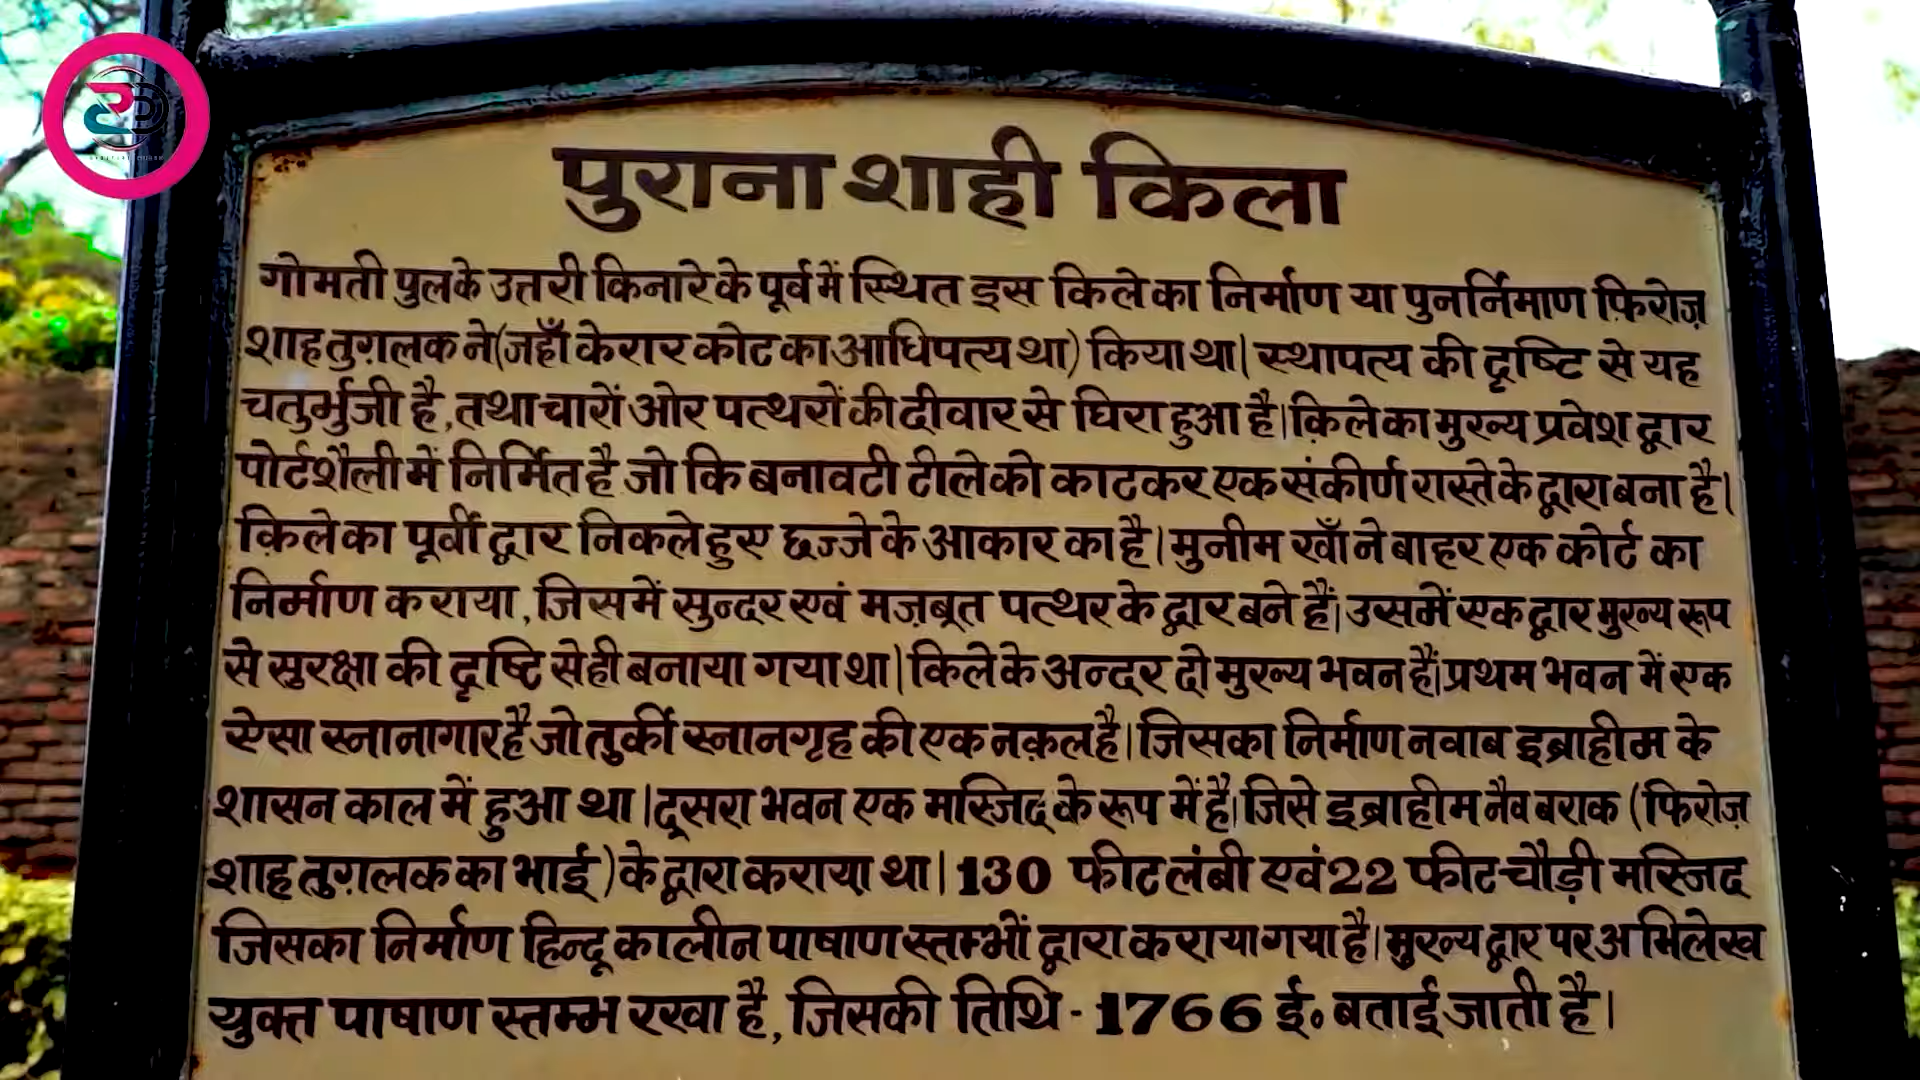 पुराना शाही किला
गोमती पुल के उत्तरी किनारे के पूर्व में स्थित इस किले का निर्माण या पुनर्निमाण फ़िरोज़
शाह तुग़लक ने (जहाँ केरार कोट का आधिपत्य था) किया था। स्थापत्य की दृष्टि से यह
चतुर्भुजी है, तथा चारों ओर पत्थरों की दीवार से घिरा हुआ है। क़िले का मुख्य प्रवेश द्वार
पोर्टशैली में निर्मित है जो कि बनावटी टीले को काटकर एक संकीर्ण रास्ते के द्वारा बना है।
क़िले का पूर्वी द्वार निकले हुए छज्जे के आकार का है। मुनीम खाँ ने बाहर एक कोर्ट का
निर्माण कराया, जिसमें सुन्दर एवं मज़बूत पत्थर के द्वार बने हैं। उसमें एक द्वार मुख्य रूप
से सुरक्षा की दृष्टि से ही बनाया गया था। किले के अन्दर दो मुख्य भवन हैं। प्रथम भवन में एक
ऐसा स्नानागार है जो तुर्की स्नानगृह की एक नक़ल है। जिसका निर्माण नवाब इब्राहीम के
शासन काल में हुआ था। दूसरा भवन एक मस्जिद के रूप में है। जिसे इब्राहीम नैव बराक (फिरोज़
शाह तुग़लक का भाई) के द्वारा कराया था। 130 फीट लंबी एवं 22 फीट चौड़ी मस्जिद
जिसका निर्माण हिन्दू कालीन पाषाण स्तम्भों द्वारा कराया गया है। मुख्य द्वार पर अभिलेख
युक्त पाषाण स्तम्भ रखा है, जिसकी तिथि - 1766 ई॰ बताई जाती है।